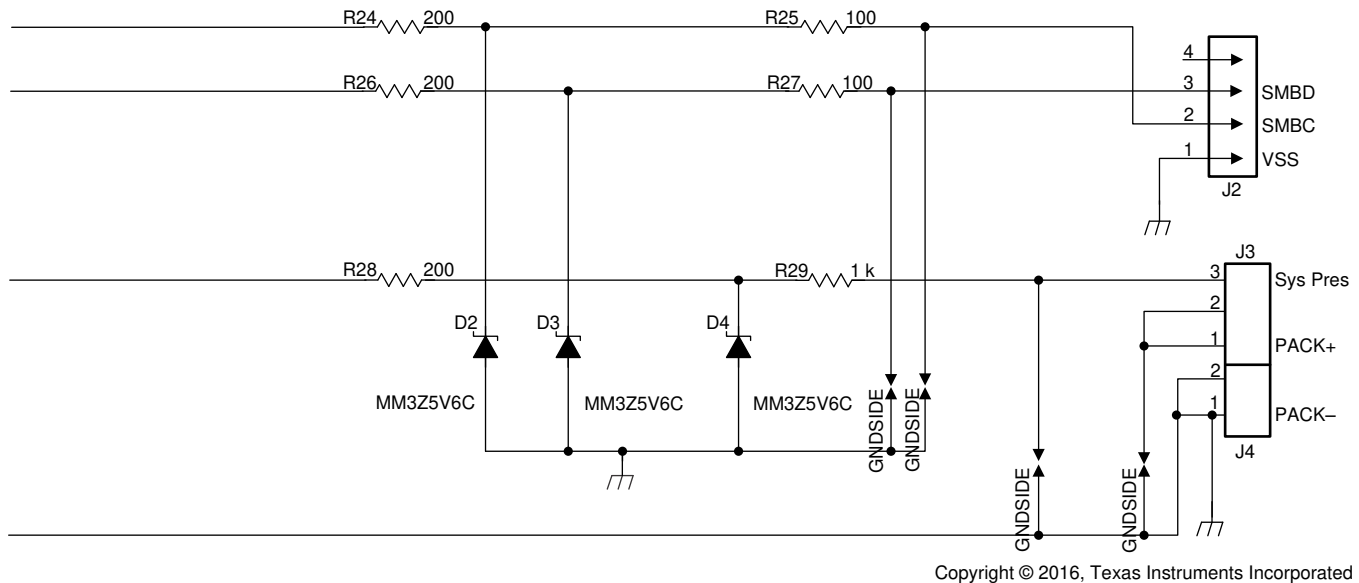 R24 200 R25 100
4
R26 200 R27 100 3 SMBD
2 SMBC
1 VSS
J2
J3
R28 200 R29 1 k 3 Sys Pres
2
D2 D3 D4 1 PACK+
2
MM3Z5V6C MM3Z5V6C MM3Z5V6C 1 PACK–
GNDSIDE GNDSIDE J4
GNDSIDE GNDSIDE
Copyright © 2016, Texas Instruments Incorporated